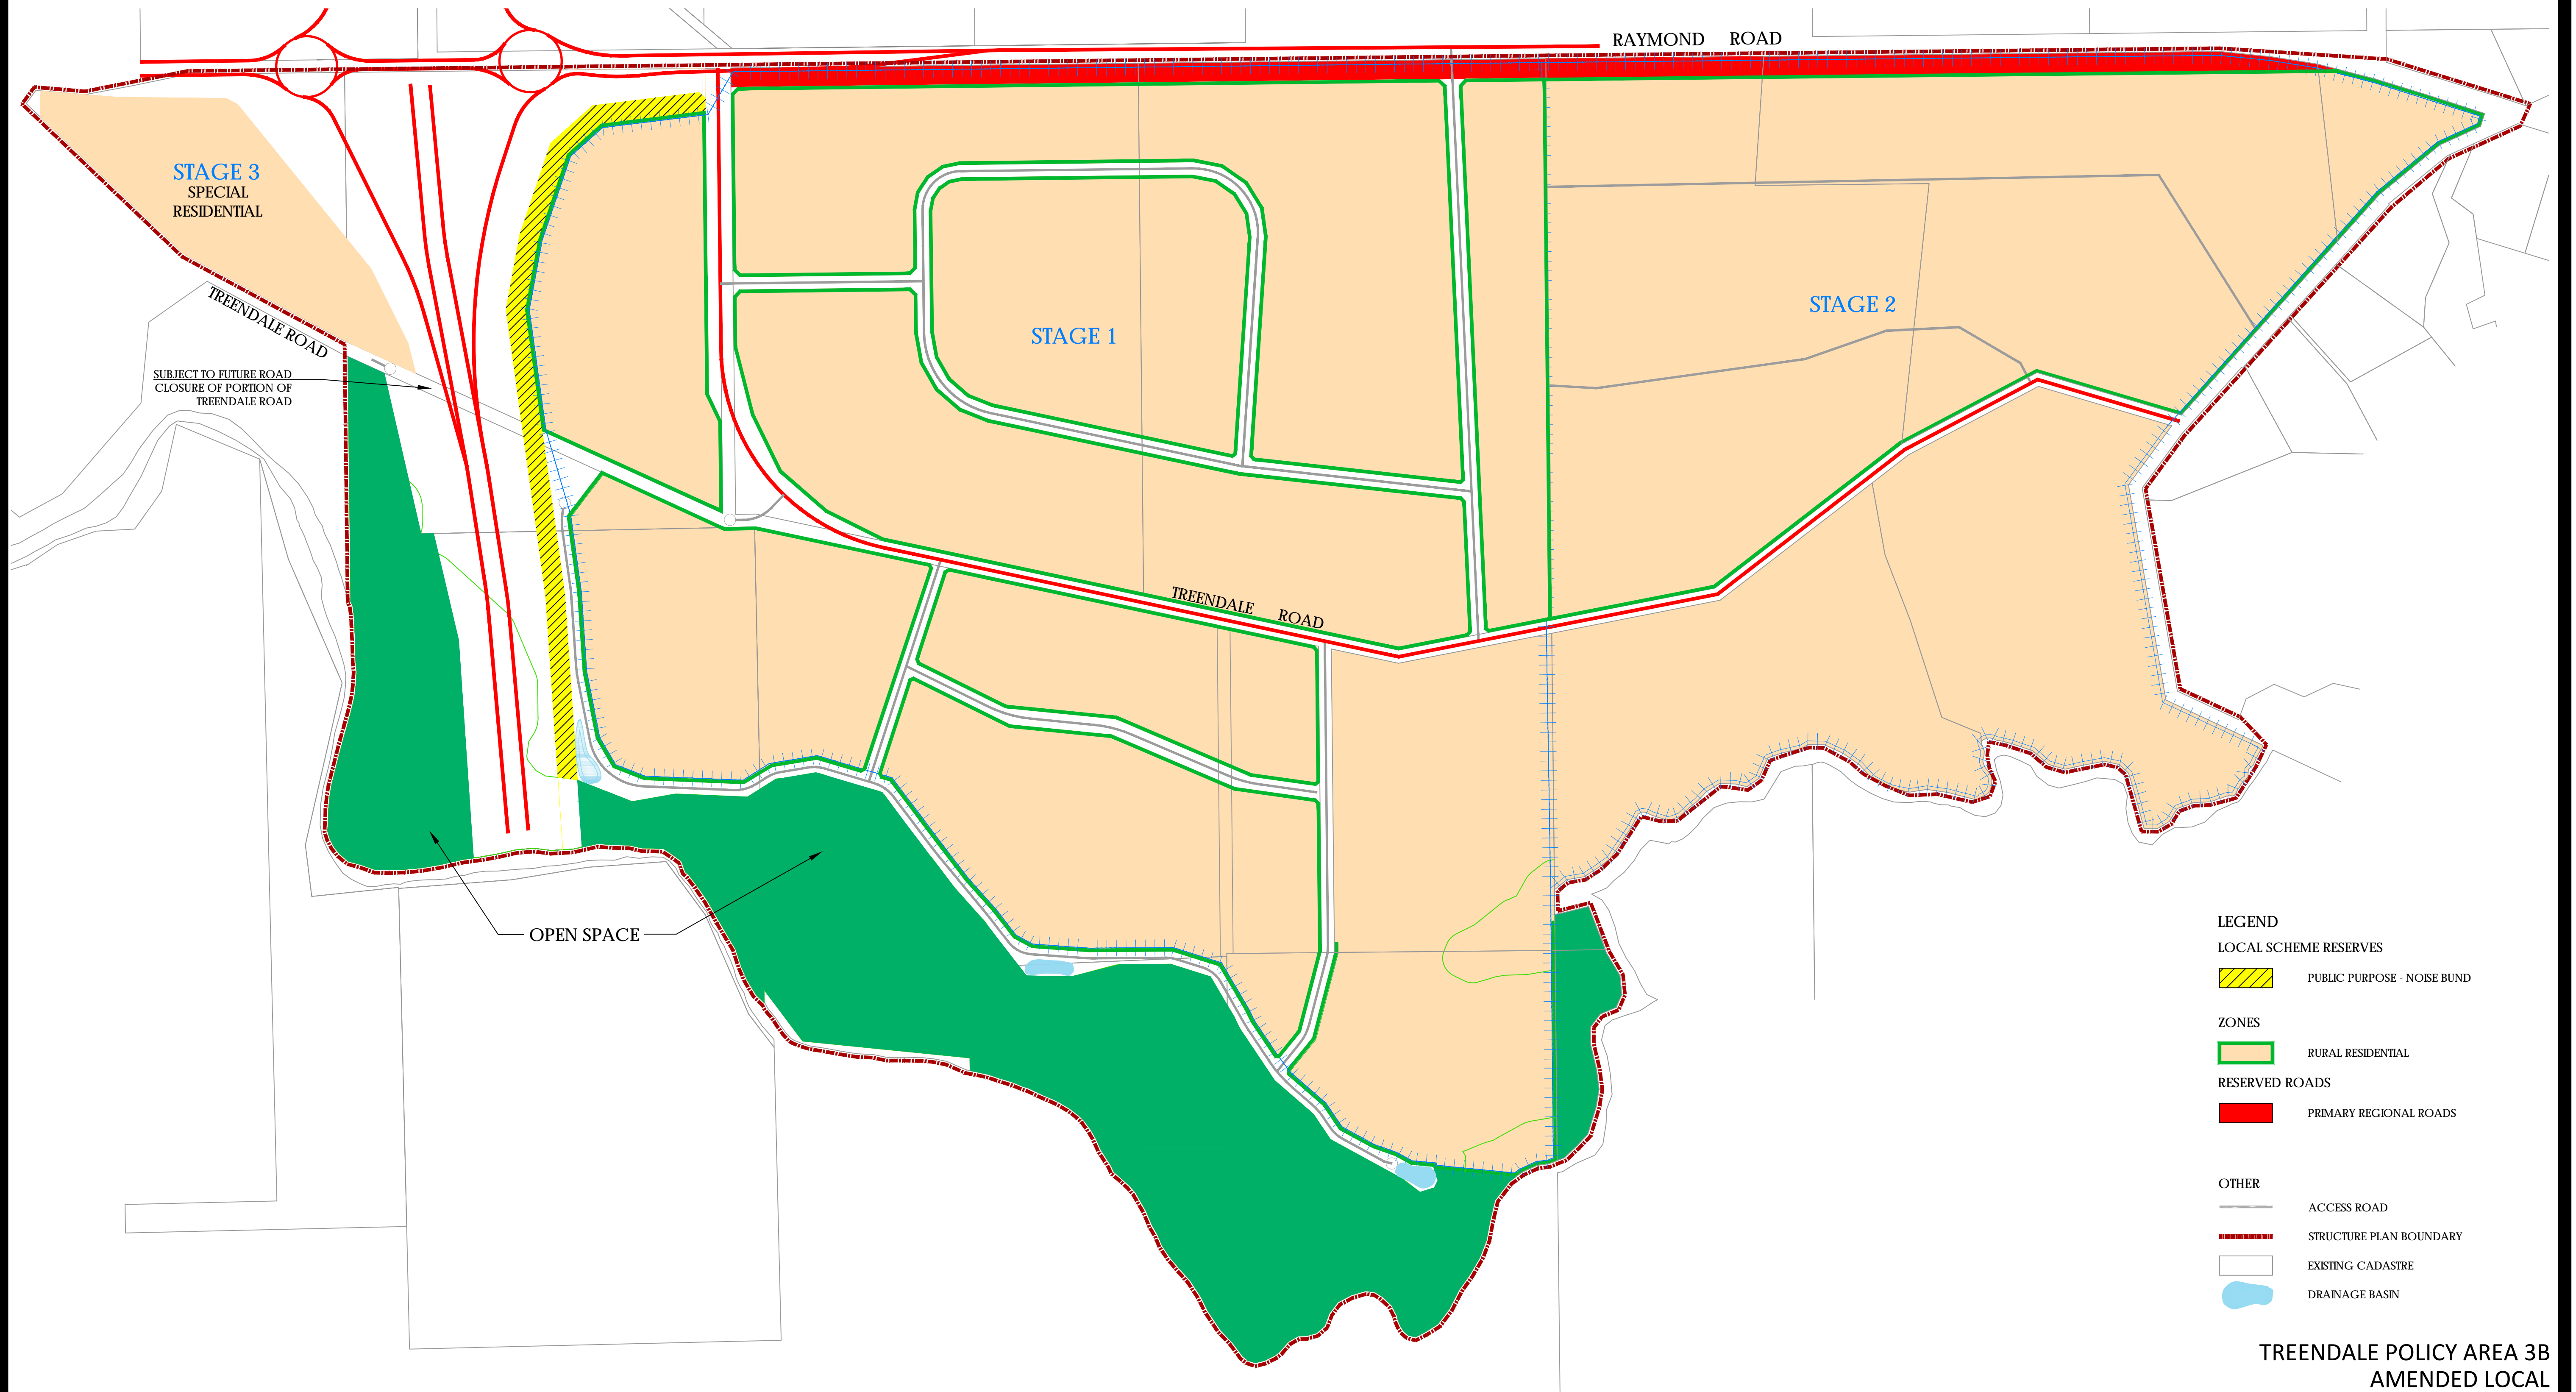 RAYMOND ROAD
STAGE 3
SPECIAL
RESIDENTIAL
TREENDALE ROAD
SUBJECT TO FUTURE ROAD
CLOSURE OF PORTION OF
TREENDALE ROAD
STAGE 1
STAGE 2
TREENDALE ROAD
OPEN SPACE
LEGEND
LOCAL SCHEME RESERVES
PUBLIC PURPOSE - NOISE BUND
ZONES
RURAL RESIDENTIAL
RESERVED ROADS
PRIMARY REGIONAL ROADS
OTHER
ACCESS ROAD
STRUCTURE PLAN BOUNDARY
EXISTING CADASTRE
DRAINAGE BASIN
TREENDALE POLICY AREA 3B
AMENDED LOCAL